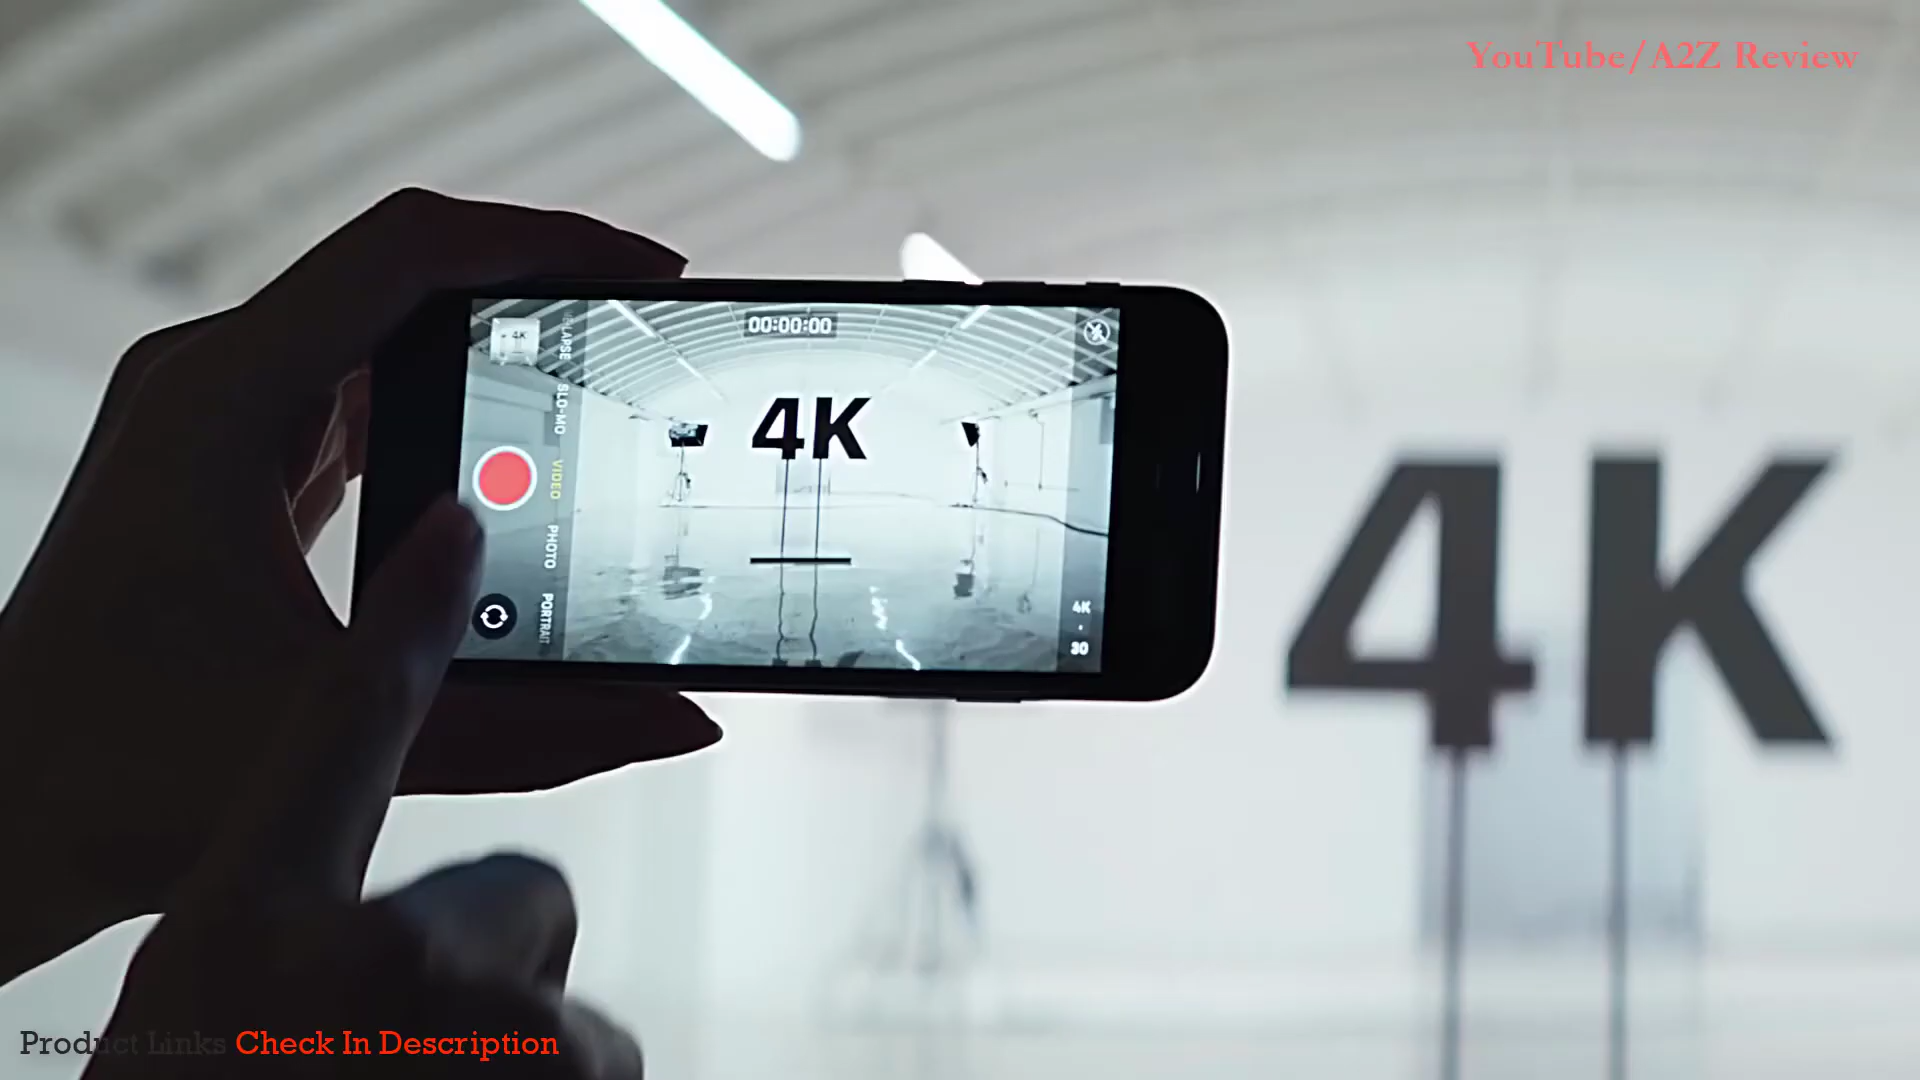 YouTube/A2Z Review
00:00:00
4K
SLO-MO
VIDEO
PHOTO
PORTRAIT
4K
30
4K
Product Links Check In Description